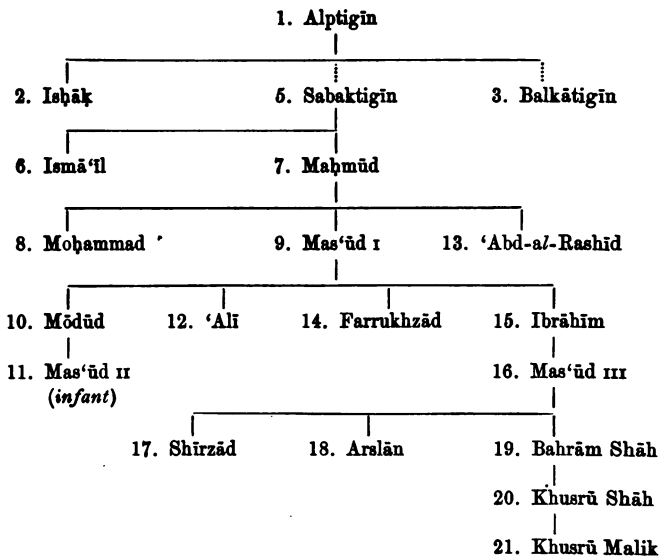 1. Alptigīn
2. Isḥāḳ 5. Sabaktigīn 3. Balkātigīn
6. Ismā‘īl 7. Maḥmūd
8. Moḥammad 9. Mas‘ūd I 13. ‘Abd-al-Rashīd
10. Mōdūd 12. ‘Alī 14. Farrukhzād 15. Ibrāhīm
11. Mas‘ūd II 16. Mas‘ūd III
(infant)
17. Shīrzād 18. Arslān 19. Bahrām Shāh
20. Khusrū Shāh
21. Khusrū Malik